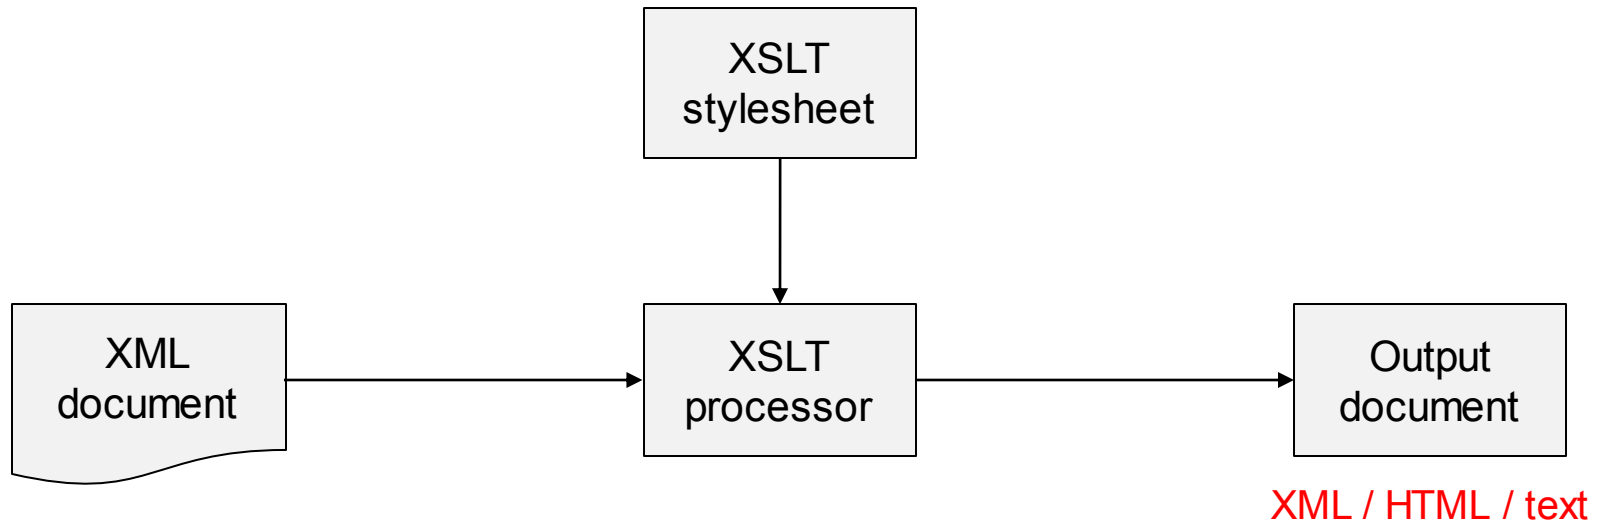 XSLT
stylesheet
XML
document
XSLT
processor
Output
document
XML / HTML / text